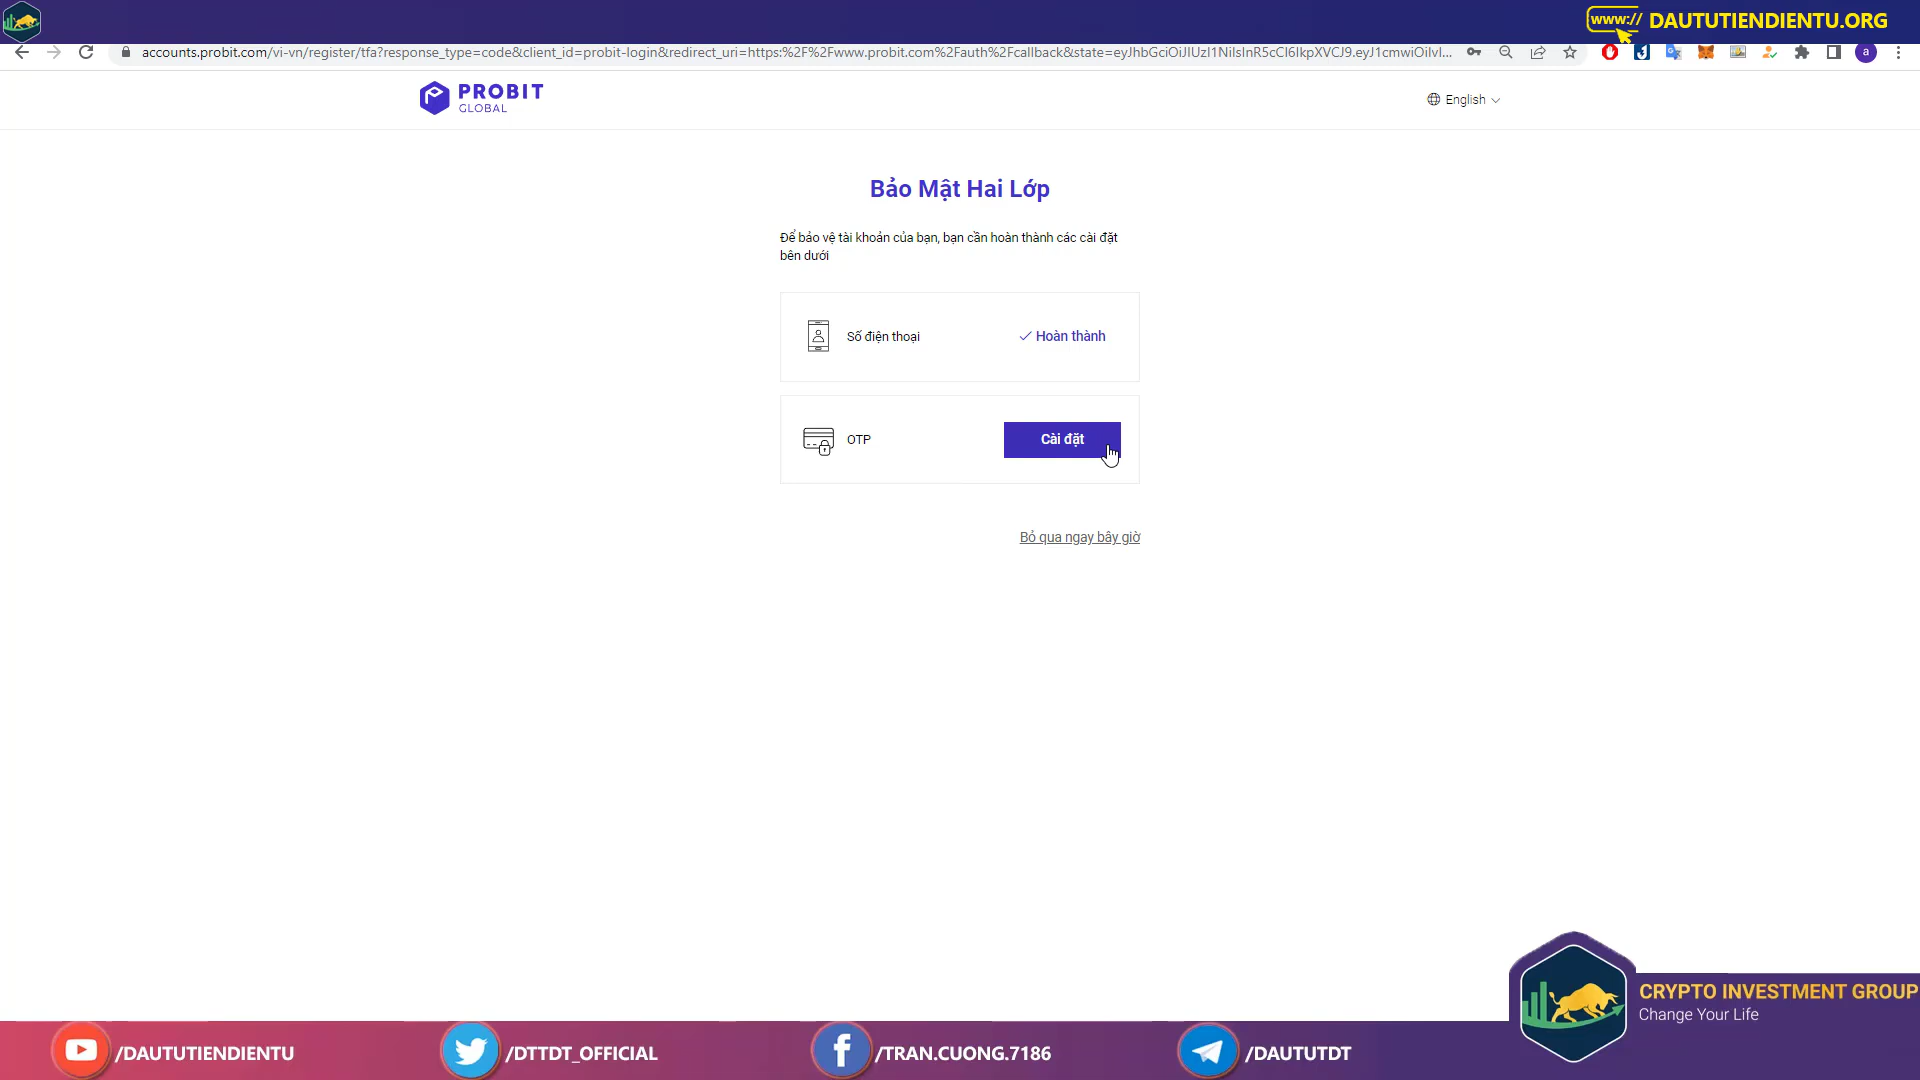 www:// DAUTUTIENDIENTU.ORG
accounts.probit.com/vi-vn/register/tfa?response_type=code&client_id=probit-login&redirect_uri=https:%2F%2Fwww.probit.com%2Fauth%2Fcallback&state=eyJhbGciOiJIUzI1NiIsInR5cCI6IkpXVCJ9.eyJ1cmwiOiIvI...
a
PROBIT
GLOBAL
English
Bảo Mật Hai Lớp
Để bảo vệ tài khoản của bạn, bạn cần hoàn thành các cài đặt
bên dưới
Số điện thoại
Hoàn thành
OTP
Cài đặt
Bỏ qua ngay bây giờ
CRYPTO INVESTMENT GROUP
Change Your Life
/DAUTUTIENDIENTU
/DTTDT_OFFICIAL
/TRAN.CUONG.7186
/DAUTUTDT